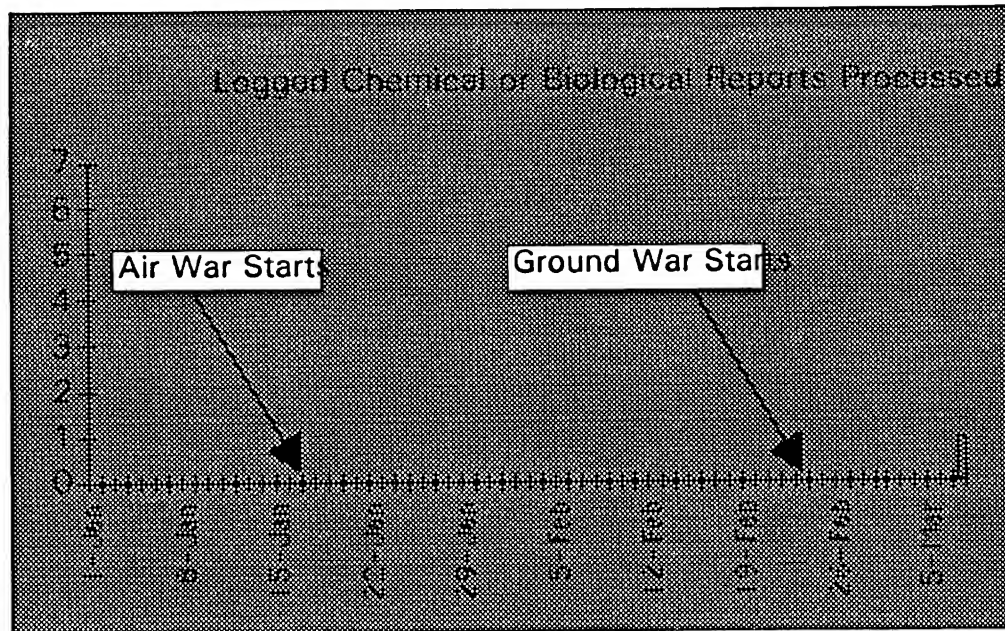 Logged Chemical or Biological Reports Processed
7
6
5
Air War Starts
Ground War Starts
4
3
2
1
0
1-Jan
8-Jan
15-Jan
22-Jan
29-Jan
5-Feb
12-Feb
19-Feb
26-Feb
5-Mar